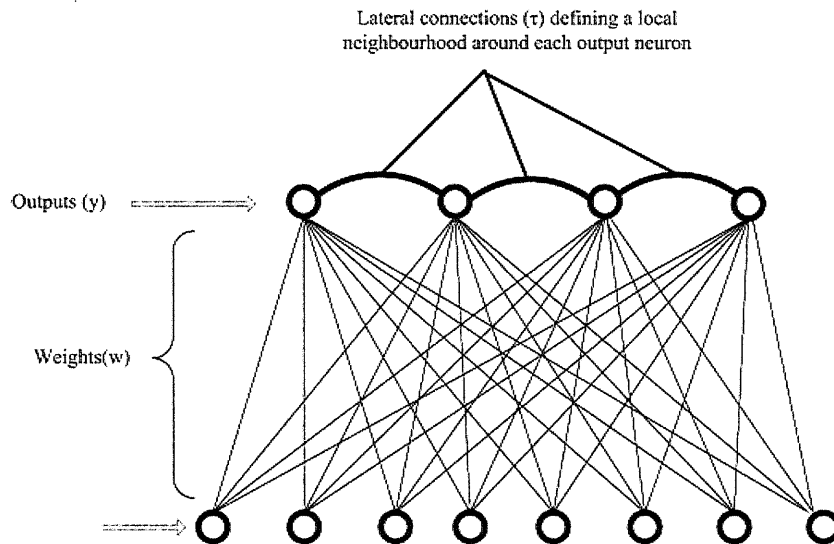 Lateral connections (τ) defining a local
neighbourhood around each output neuron
Outputs (y)
Weights(w)